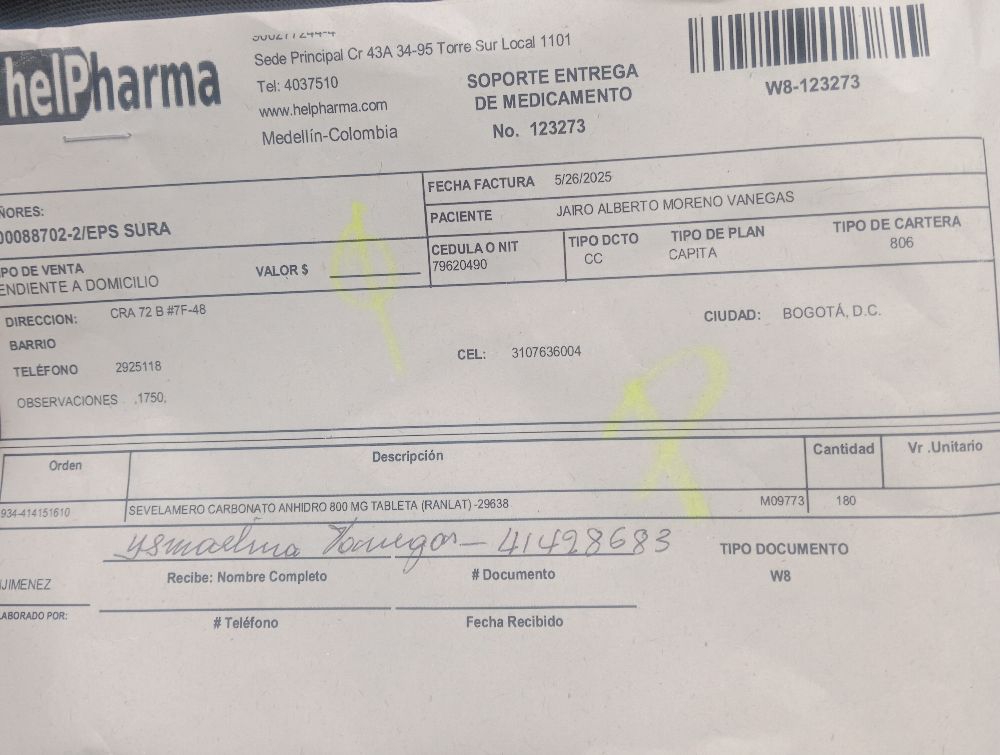 helPharma
Sede Principal Cr 43A 34-95 Torre Sur Local 1101
Tel: 4037510
www.helpharma.com
Medellín-Colombia
SOPORTE ENTREGA
DE MEDICAMENTO
No. 123273
W8-123273
ÑORES:
00088702-2/EPS SURA
FECHA FACTURA 5/26/2025
PACIENTE JAIRO ALBERTO MORENO VANEGAS
PO DE VENTA
ENDIENTE A DOMICILIO
VALOR $
CEDULA O NIT
79620490
TIPO DCTO
CC
TIPO DE PLAN
CAPITA
TIPO DE CARTERA
806
DIRECCION: CRA 72 B #7F-48
CIUDAD: BOGOTÁ, D.C.
BARRIO
TELÉFONO 2925118
CEL: 3107636004
OBSERVACIONES .1750,
Orden Descripción Cantidad Vr .Unitario
934-414151610 SEVELAMERO CARBONATO ANHIDRO 800 MG TABLETA (RANLAT) -29638 M09773 180
Ysmaelina Vanegas - 41428683
Recibe: Nombre Completo # Documento
TIPO DOCUMENTO
W8
JIMENEZ
ABORADO POR:
# Teléfono Fecha Recibido